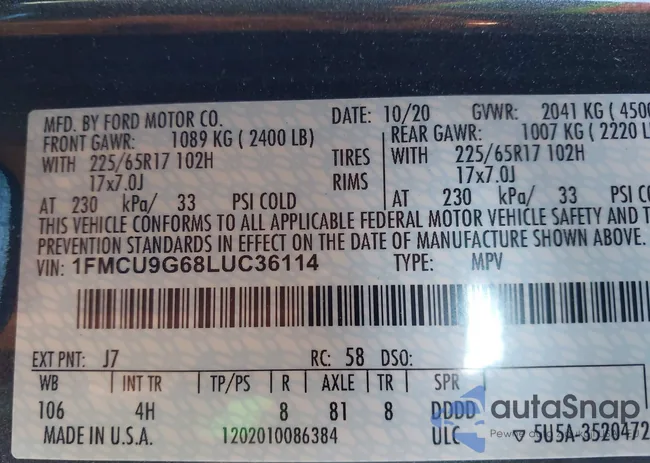 MFD. BY FORD MOTOR CO. DATE: 10/20 GVWR: 2041 KG ( 4500
FRONT GAWR: 1089 KG ( 2400 LB) REAR GAWR: 1007 KG ( 2220 L
WITH 225/65R17 102H TIRES WITH 225/65R17 102H
17x7.0J RIMS 17x7.0J
AT 230 kPa/ 33 PSI COLD AT 230 kPa/ 33 PSI C
THIS VEHICLE CONFORMS TO ALL APPLICABLE FEDERAL MOTOR VEHICLE SAFETY AND T
PREVENTION STANDARDS IN EFFECT ON THE DATE OF MANUFACTURE SHOWN ABOVE.
VIN: 1FMCU9G68LUC36114 TYPE: MPV
EXT PNT: J7 RC: 58 DSO:
WB INT TR TP/PS R AXLE TR SPR
106 4H 8 81 8 DDDD
MADE IN U.S.A. 1202010086384 ULC ▽ 5U5A-3520472
autoSnap
Powered by AutoBidMaster